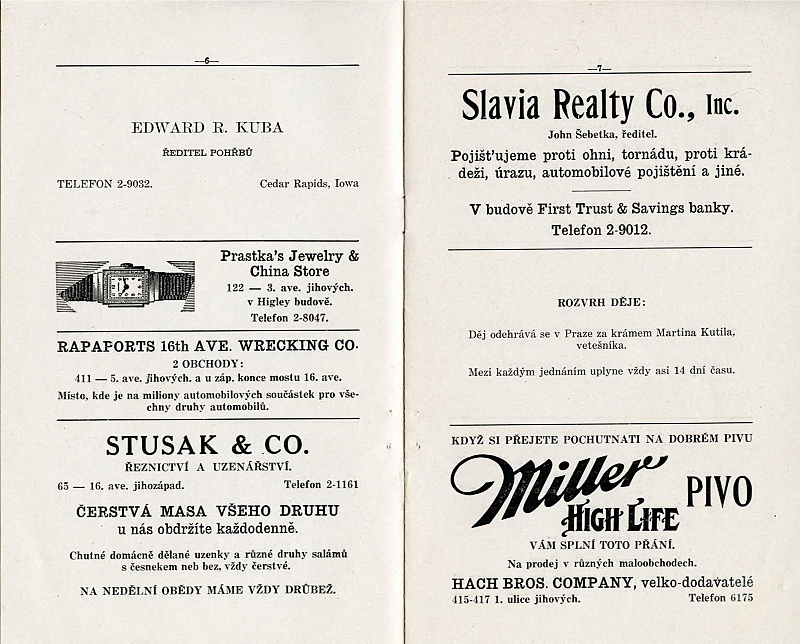 —6—
EDWARD R. KUBA
ŘEDITEL POHŘBŮ
TELEFON 2-9032. Cedar Rapids, Iowa
Prastka's Jewelry &
China Store
122 — 3. ave. jihových.
v Higley budově.
Telefon 2-8047.
RAPAPORTS 16th AVE. WRECKING CO.
2 OBCHODY:
411 — 5. ave. jihových. a u záp. konce mostu 16. ave.
Místo, kde je na miliony automobilových součástek pro vše-
chny druhy automobilů.
STUSAK & CO.
ŘEZNICTVÍ A UZENÁŘSTVÍ.
65 — 16. ave. jihozápad. Telefon 2-1161
ČERSTVÁ MASA VŠEHO DRUHU
u nás obdržíte každodenně.
Chutné domácně dělané uzenky a různé druhy salámů
s česnekem neb bez, vždy čerstvé.
NA NEDĚLNÍ OBĚDY MÁME VŽDY DRŮBEŽ.
—7—
Slavia Realty Co., Inc.
John Šebetka, ředitel.
Pojišt'ujeme proti ohni, tornádu, proti krá-
deži, úrazu, automobilové pojištění a jiné.
V budově First Trust & Savings banky.
Telefon 2-9012.
ROZVRH DĚJE:
Děj odehrává se v Praze za krámem Martina Kutila,
vetešníka.
Mezi každým jednáním uplyne vždy asi 14 dní času.
KDYŽ SI PŘEJETE POCHUTNATI NA DOBRÉM PIVU
Miller
HIGH LIFE PIVO
VÁM SPLNÍ TOTO PŘÁNÍ.
Na prodej v různých maloobchodech.
HACH BROS. COMPANY, velko-dodavatelé
415-417 1. ulice jihových. Telefon 6175